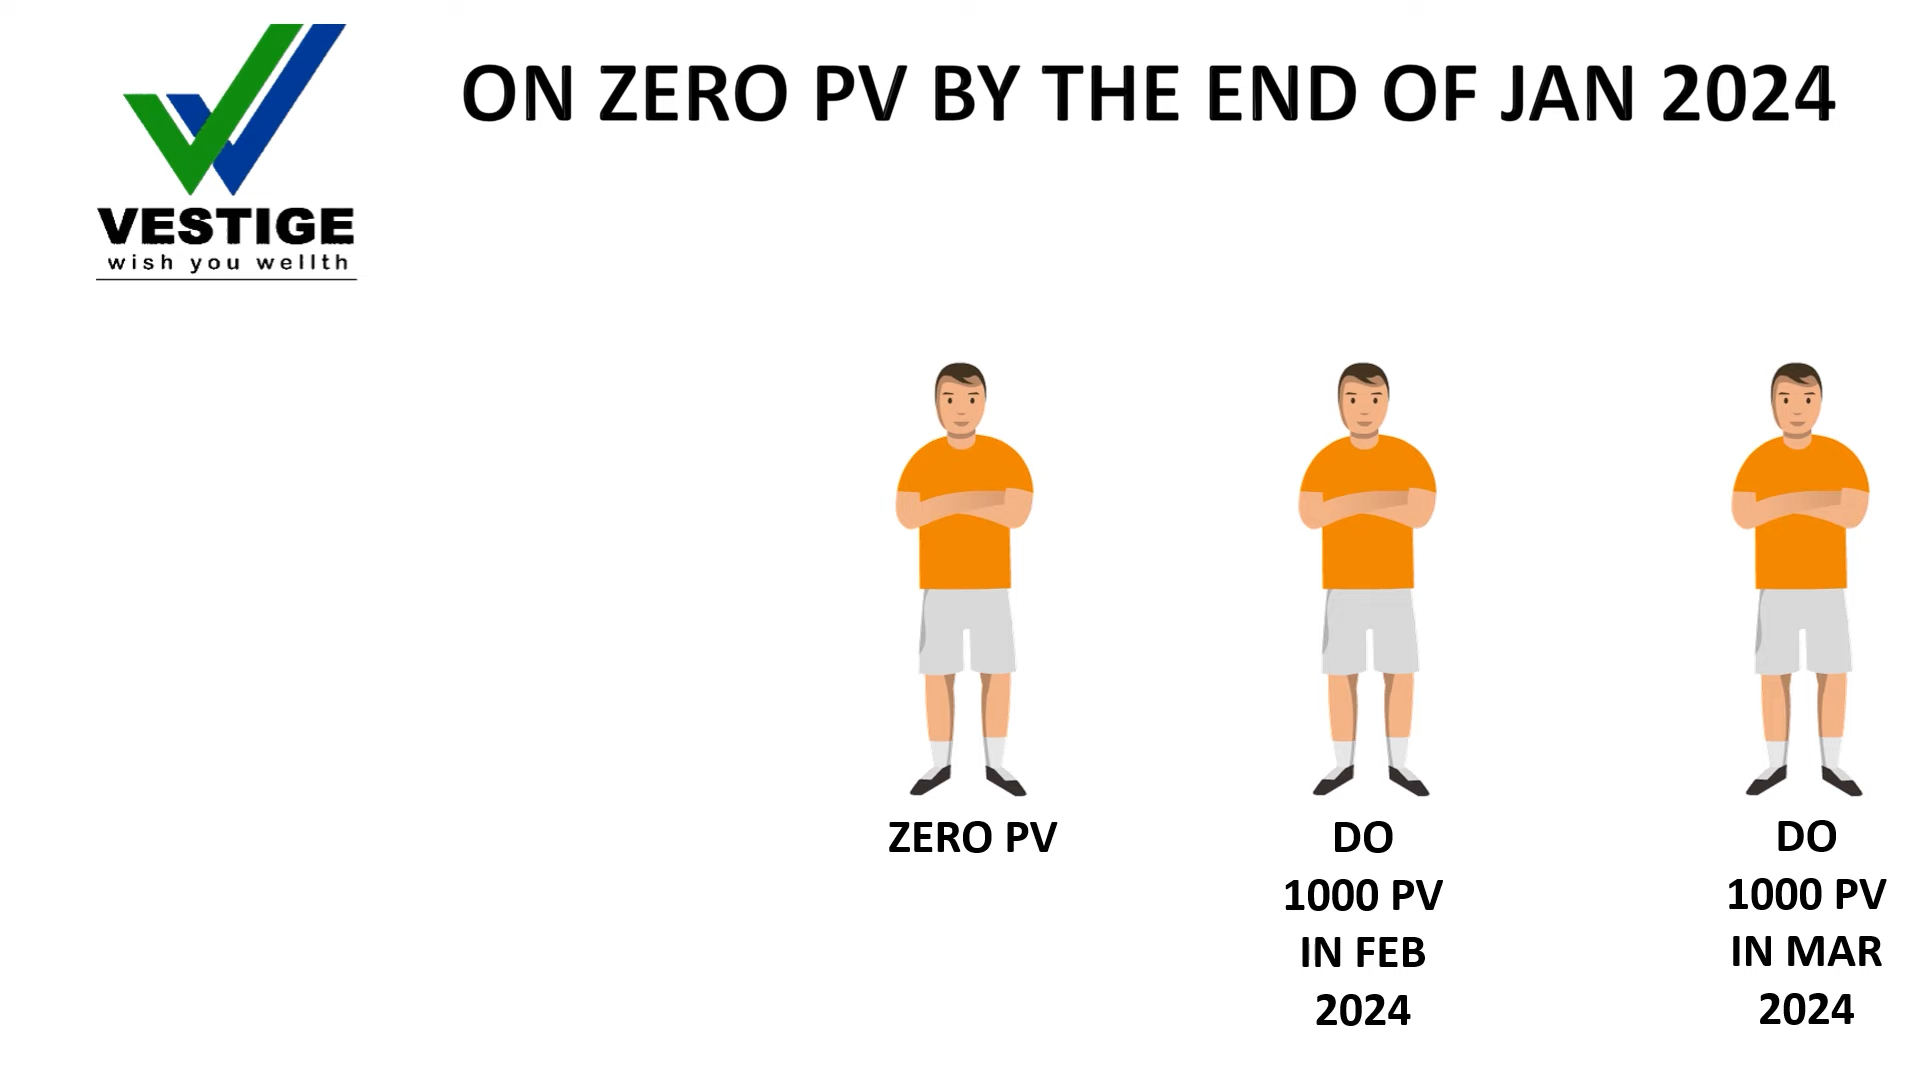 ON ZERO PV BY THE END OF JAN 2024
VESTIGE
wish you wellth
ZERO PV
DO
1000 PV
IN FEB
2024
DO
1000 PV
IN MAR
2024